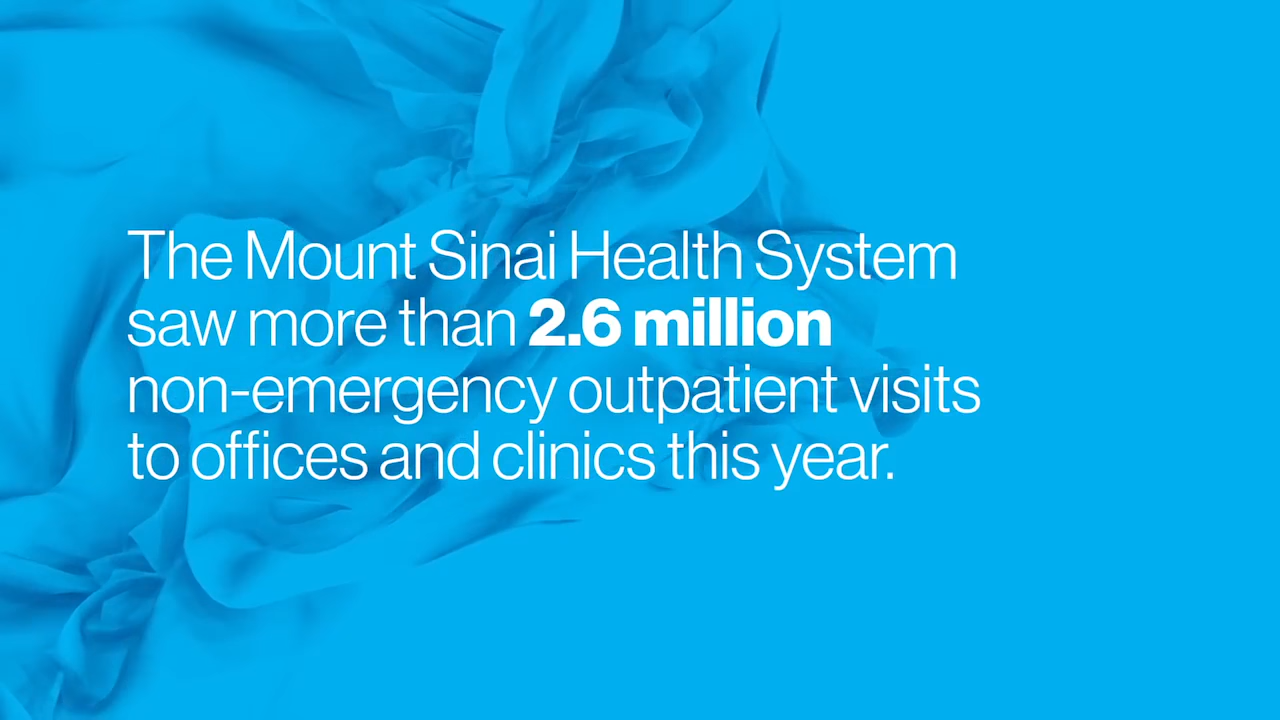 The Mount Sinai Health System
saw more than 2.6 million
non-emergency outpatient visits
to offices and clinics this year.